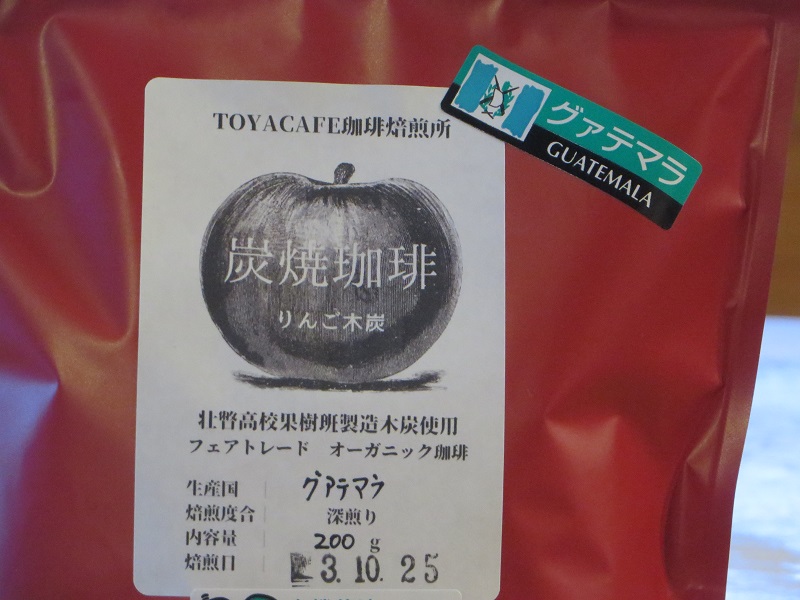 TOYACAFE珈琲焙煎所
グァテマラ
GUATEMALA
炭焼珈琲
りんご木炭
壮瞥高校果樹班製造木炭使用
フェアトレード　オーガニック珈琲
生産国 グアテマラ
焙煎度合 深煎り
内容量 200 g
焙煎日 3.10.25